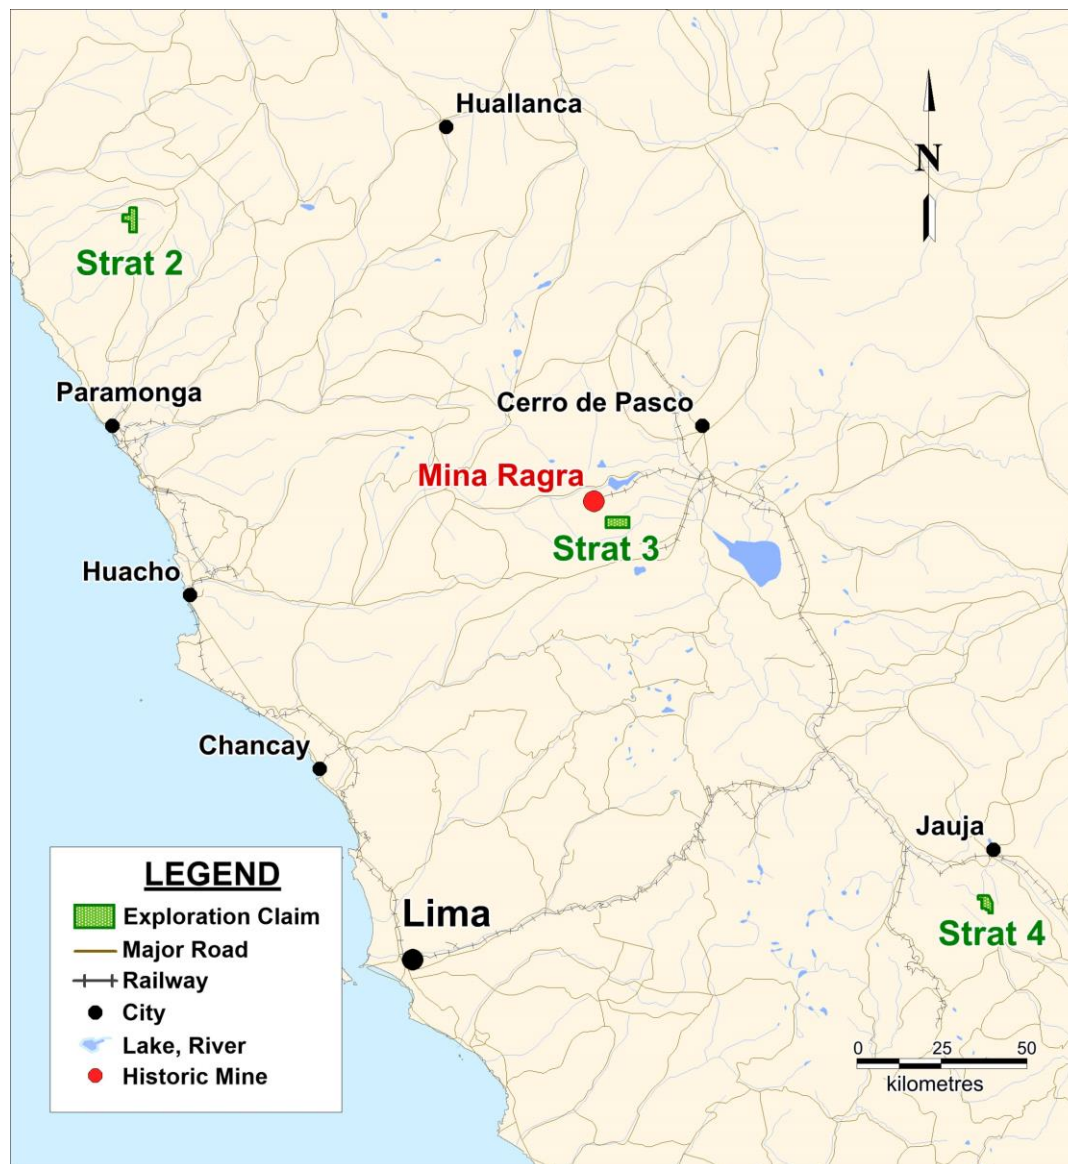 Huallanca
N
Strat 2
Paramonga
Cerro de Pasco
Mina Ragra
Strat 3
Huacho
Chancay
Jauja
Lima
Strat 4
LEGEND
Exploration Claim
Major Road
Railway
City
Lake, River
Historic Mine
0 25 50
kilometres